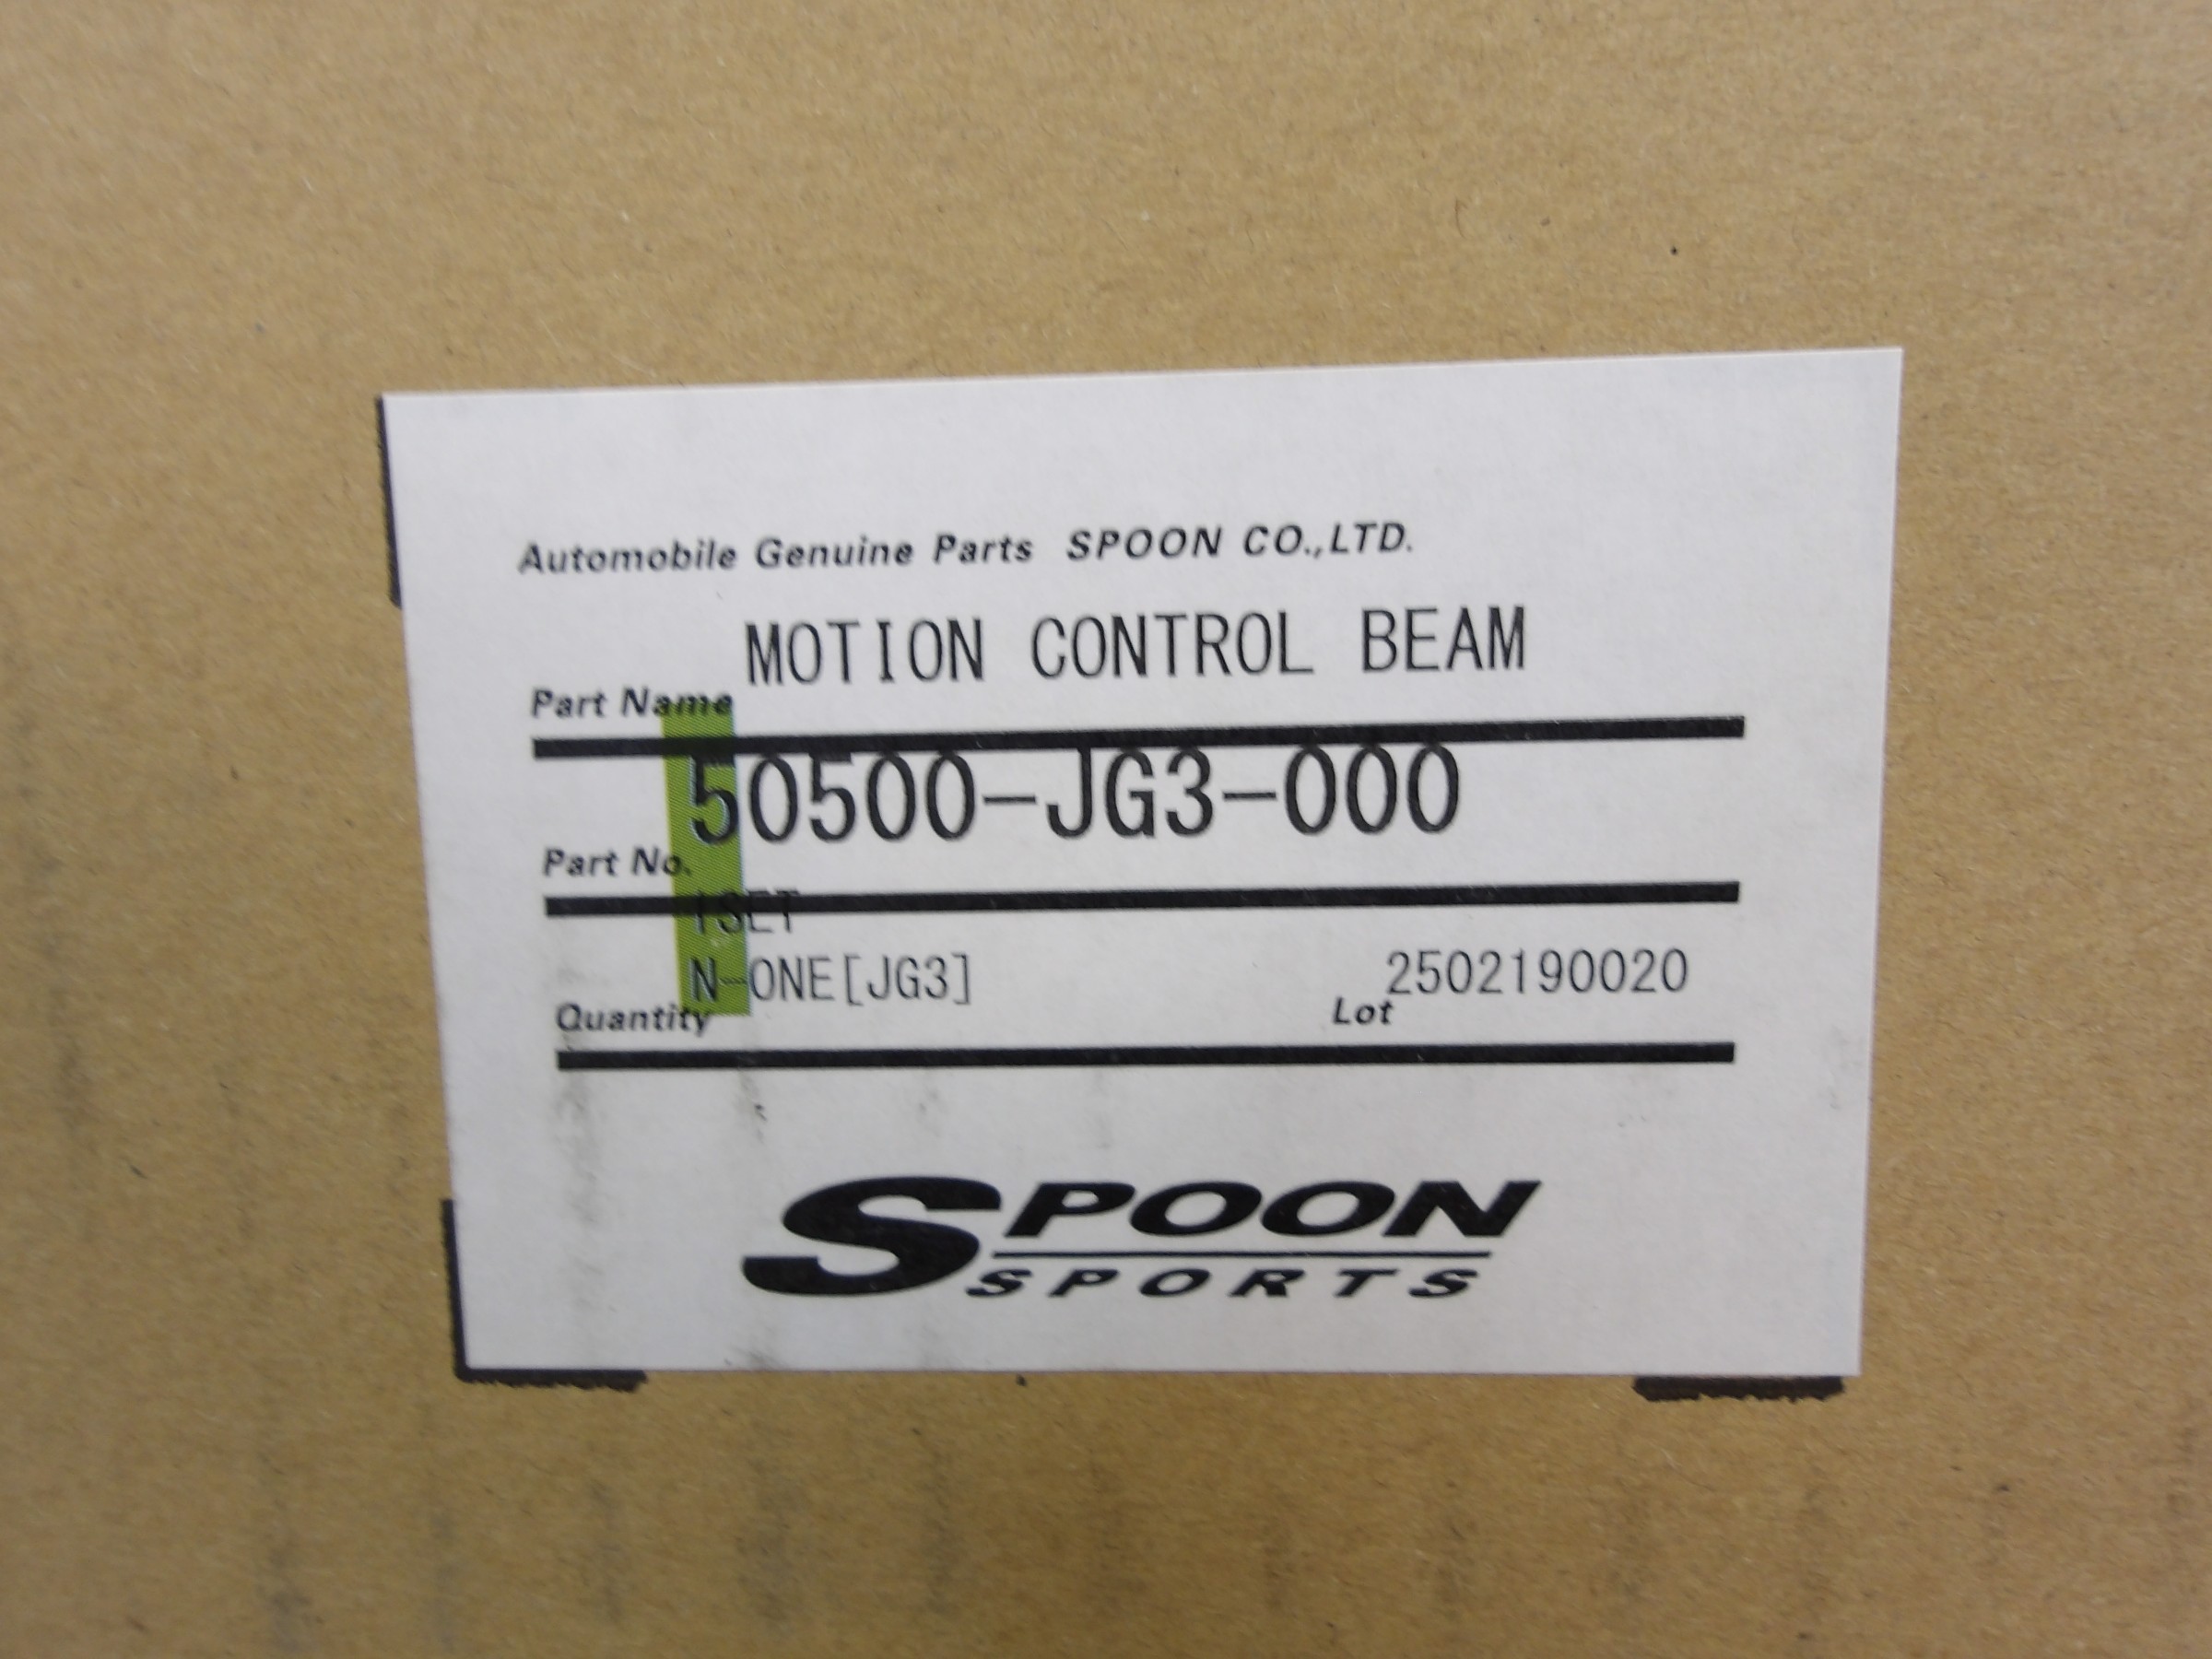 Automobile Genuine Parts SPOON CO.,LTD.
MOTION CONTROL BEAM
Part Name
50500-JG3-000
Part No.
1SET
N-ONE[JG3]
2502190020
Quantity
Lot
SPOON
SPORTS